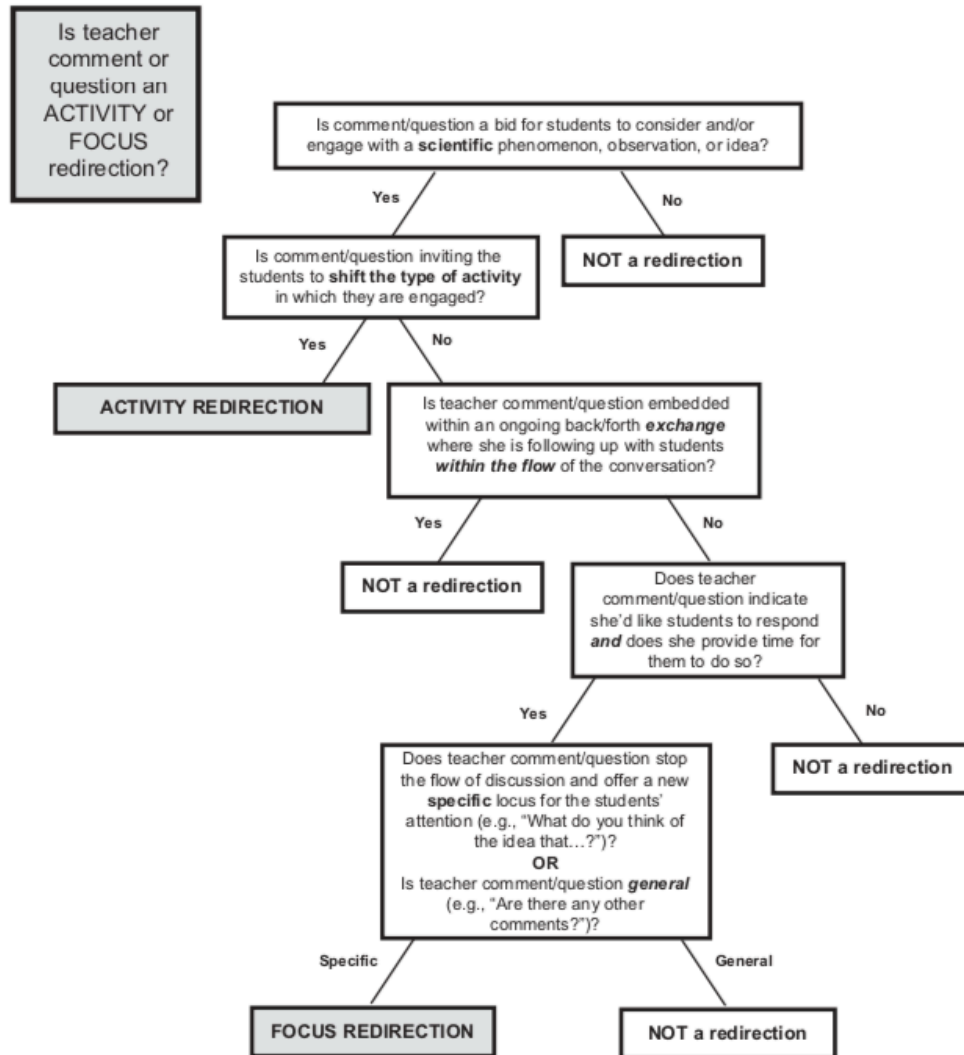 Is teacher
comment or
question an
ACTIVITY or
FOCUS
redirection?
Is comment/question a bid for students to consider and/or
engage with a scientific phenomenon, observation, or idea?
Yes
No
Is comment/question inviting the
students to shift the type of activity
in which they are engaged?
NOT a redirection
Yes
No
ACTIVITY REDIRECTION
Is teacher comment/question embedded
within an ongoing back/forth exchange
where she is following up with students
within the flow of the conversation?
Yes
No
NOT a redirection
Does teacher
comment/question indicate
she'd like students to respond
and does she provide time for
them to do so?
Yes
No
Does teacher comment/question stop
the flow of discussion and offer a new
specific locus for the students'
attention (e.g., "What do you think of
the idea that...?")?
OR
Is teacher comment/question general
(e.g., "Are there any other
comments?")?
NOT a redirection
Specific
General
FOCUS REDIRECTION
NOT a redirection